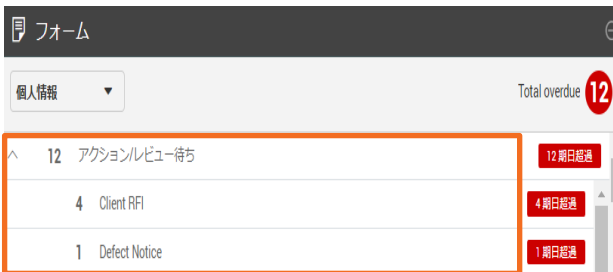 フォーム
個人情報 Total overdue 12
12 アクション/レビュー待ち 12 期日超過
4 Client RFI 4 期日超過
1 Defect Notice 1 期日超過